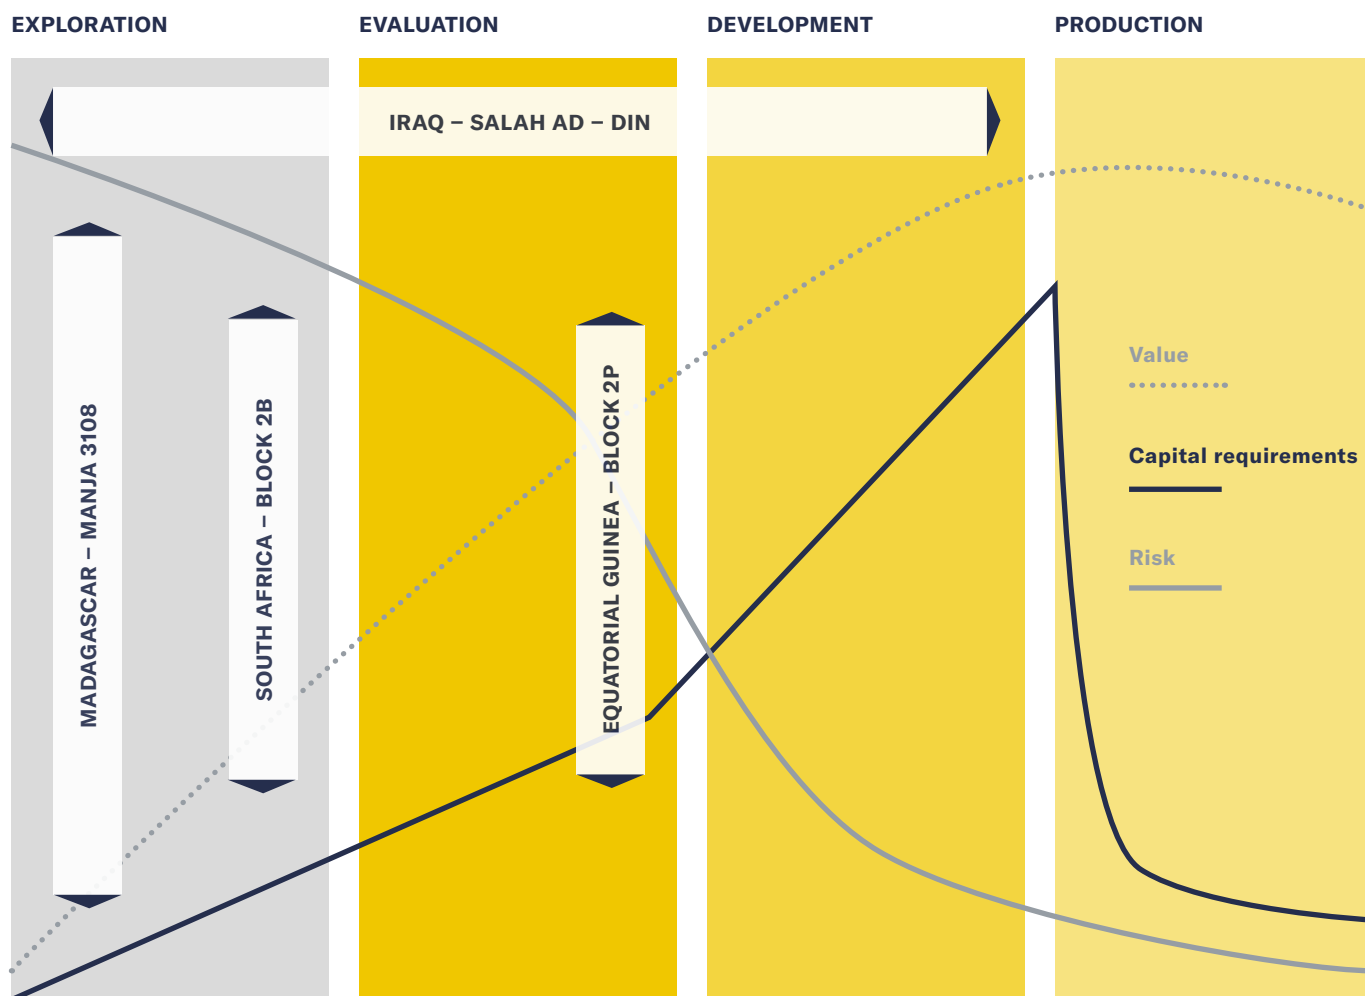 EXPLORATION
EVALUATION
DEVELOPMENT
PRODUCTION
IRAQ – SALAH AD – DIN
MADAGASCAR – MANJA 3108
SOUTH AFRICA – BLOCK 2B
EQUATORIAL GUINEA – BLOCK 2P
Value
Capital requirements
Risk